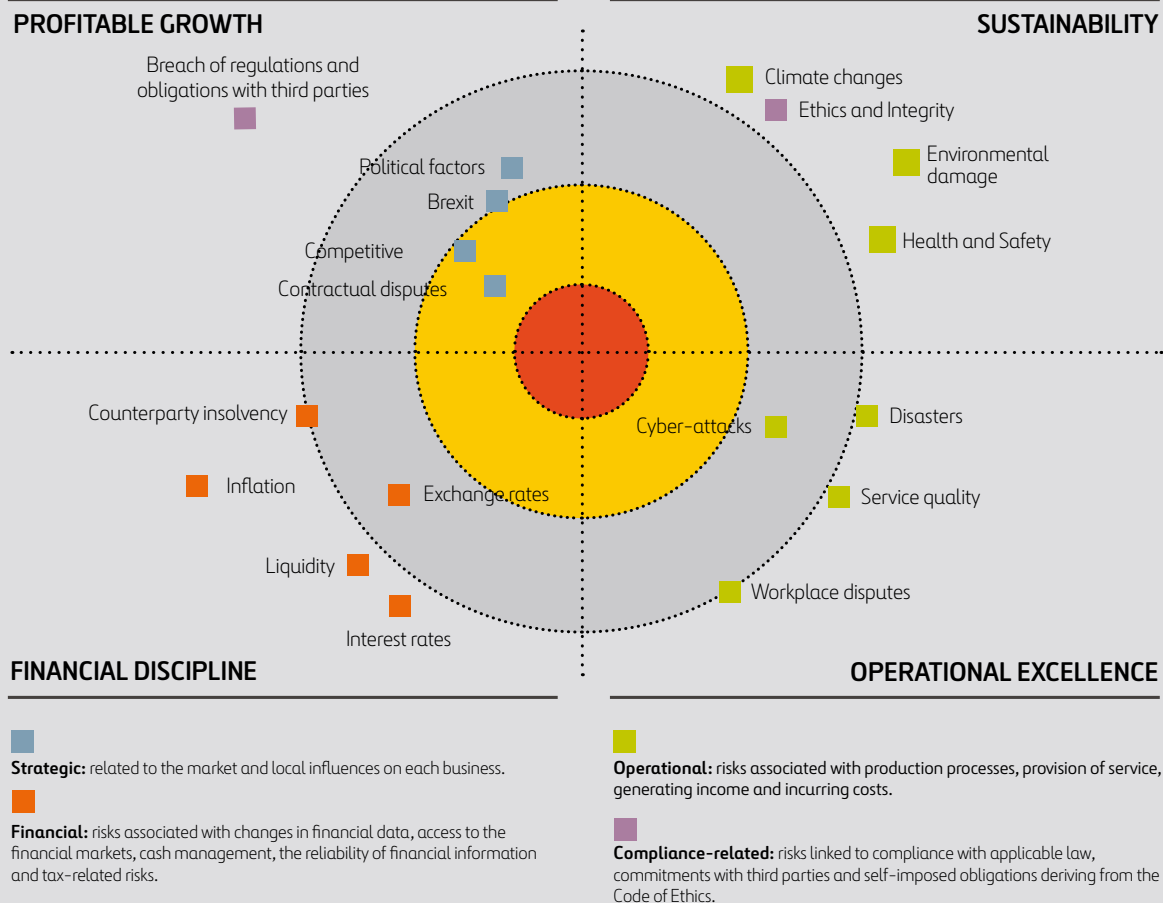 PROFITABLE GROWTH
SUSTAINABILITY
Breach of regulations and
obligations with third parties
Climate changes
Ethics and Integrity
Environmental
damage
Political factors
Brexit
Health and Safety
Competitive
Contractual disputes
Counterparty insolvency
Cyber-attacks
Disasters
Inflation
Exchange rates
Service quality
Liquidity
Workplace disputes
Interest rates
FINANCIAL DISCIPLINE
OPERATIONAL EXCELLENCE
Strategic: related to the market and local influences on each business.
Financial: risks associated with changes in financial data, access to the
financial markets, cash management, the reliability of financial information
and tax-related risks.
Operational: risks associated with production processes, provision of service,
generating income and incurring costs.
Compliance-related: risks linked to compliance with applicable law,
commitments with third parties and self-imposed obligations deriving from the
Code of Ethics.